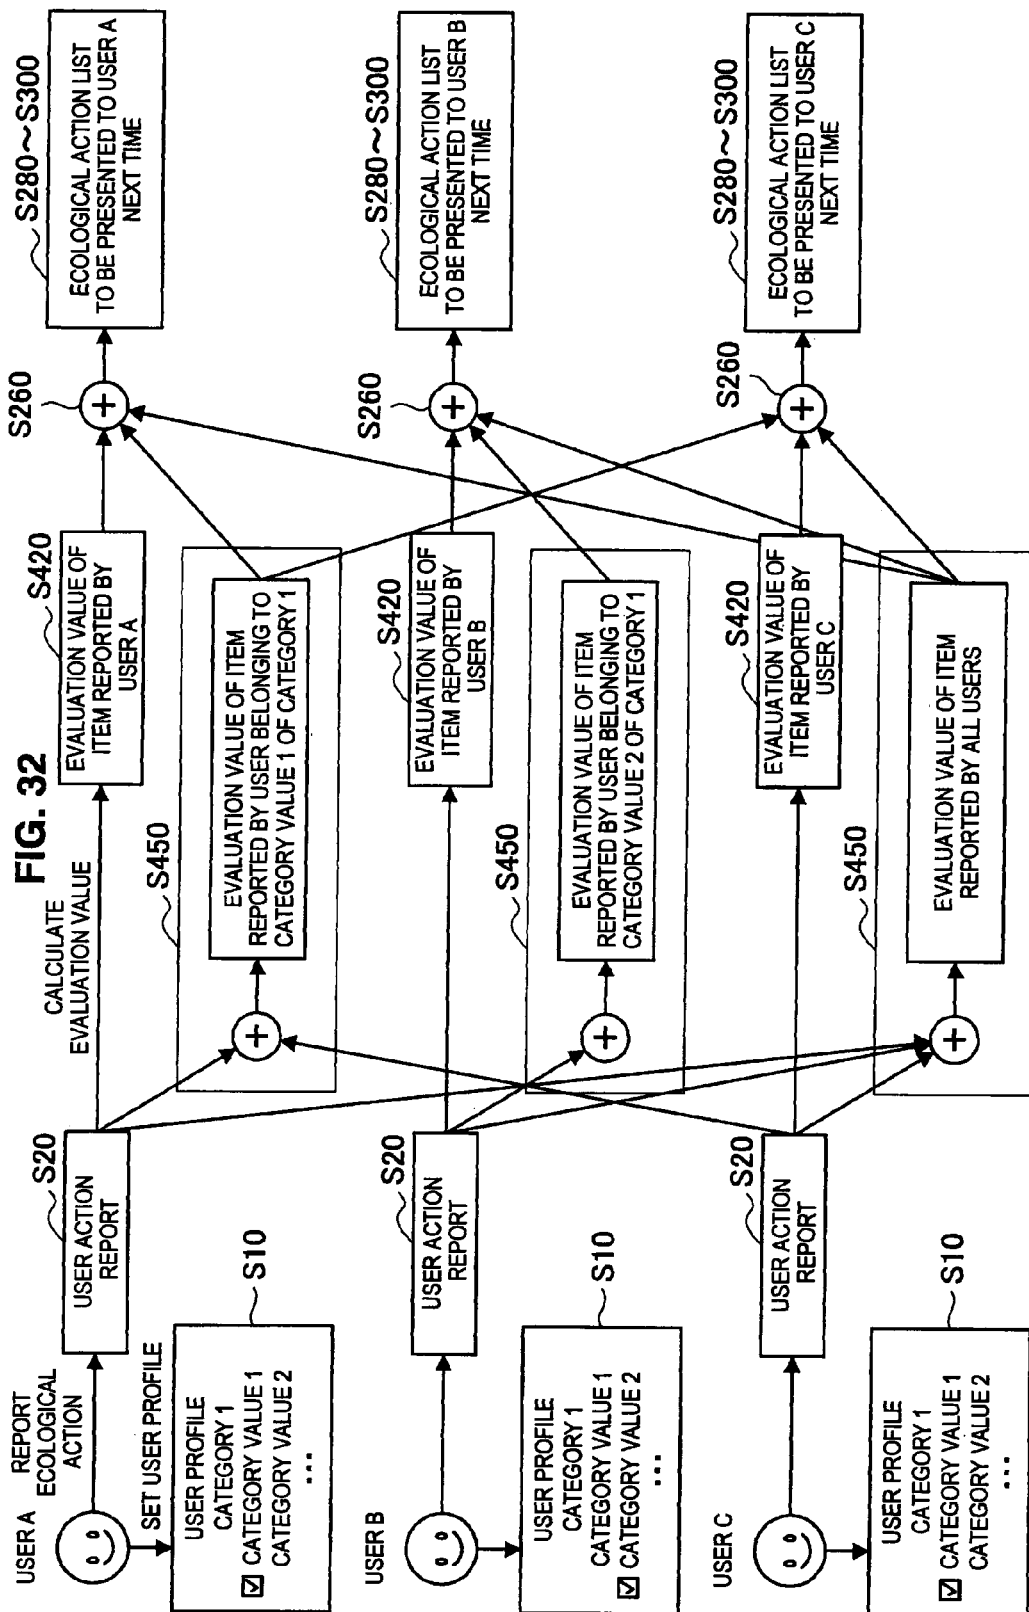 FIG. 32
USER A
REPORT
ECOLOGICAL
ACTION
SET USER PROFILE
USER PROFILE
CATEGORY 1
☑ CATEGORY VALUE 1
CATEGORY VALUE 2
...
S10
S20
USER ACTION
REPORT
CALCULATE
EVALUATION VALUE
S420
EVALUATION VALUE OF
ITEM REPORTED BY
USER A
S450
+
EVALUATION VALUE OF ITEM
REPORTED BY USER BELONGING TO
CATEGORY VALUE 1 OF CATEGORY 1
S260
+
S280~S300
ECOLOGICAL ACTION LIST
TO BE PRESENTED TO USER A
NEXT TIME
USER B
USER PROFILE
CATEGORY 1
CATEGORY VALUE 1
☑ CATEGORY VALUE 2
...
S10
S20
USER ACTION
REPORT
S420
EVALUATION VALUE OF
ITEM REPORTED BY
USER B
S450
+
EVALUATION VALUE OF ITEM
REPORTED BY USER BELONGING TO
CATEGORY VALUE 2 OF CATEGORY 1
S260
+
S280~S300
ECOLOGICAL ACTION LIST
TO BE PRESENTED TO USER B
NEXT TIME
USER C
USER PROFILE
CATEGORY 1
☑ CATEGORY VALUE 1
CATEGORY VALUE 2
...
S10
S20
USER ACTION
REPORT
S420
EVALUATION VALUE OF
ITEM REPORTED BY
USER C
S450
+
EVALUATION VALUE OF ITEM
REPORTED BY ALL USERS
S260
+
S280~S300
ECOLOGICAL ACTION LIST
TO BE PRESENTED TO USER C
NEXT TIME